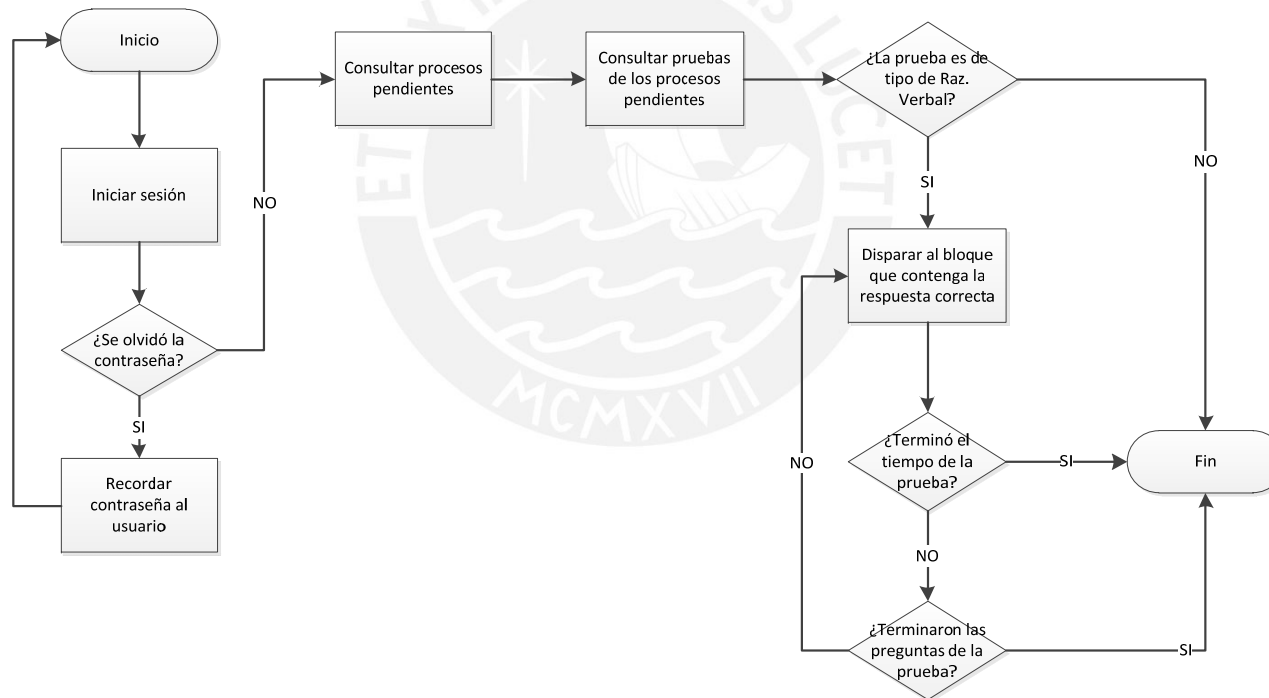 Inicio
Iniciar sesión
¿Se olvidó la
contraseña?
SI
Recordar
contraseña al
usuario
NO
Consultar procesos
pendientes
Consultar pruebas
de los procesos
pendientes
¿La prueba es de
tipo de Raz.
Verbal?
NO
SI
Disparar al bloque
que contenga la
respuesta correcta
¿Terminó el
tiempo de la
prueba?
SI
Fin
NO
NO
¿Terminaron las
preguntas de la
prueba?
SI
ET
LUCET
MCMXVII